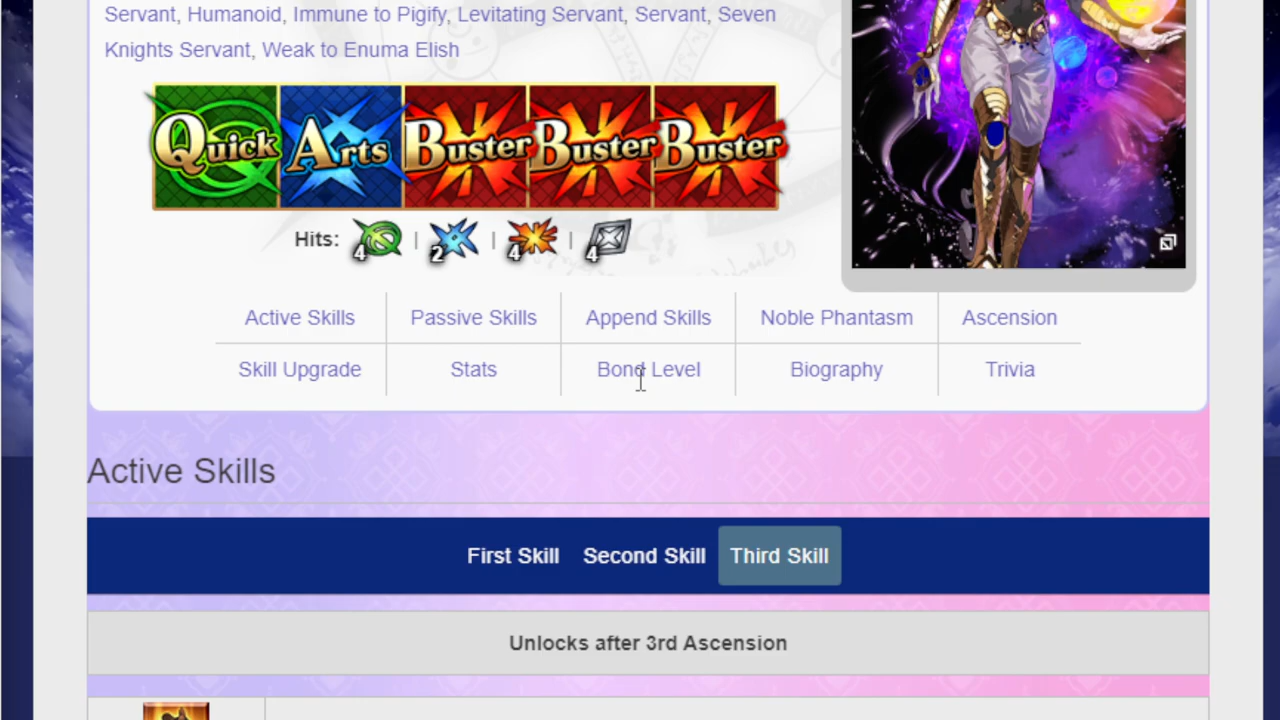 Servant, Humanoid, Immune to Pigify, Levitating Servant, Servant, Seven
Knights Servant, Weak to Enuma Elish
Quick Arts Buster Buster Buster
Hits: 4 | 2 | 4 | 4
Active Skills Passive Skills Append Skills Noble Phantasm Ascension
Skill Upgrade Stats Bond Level Biography Trivia
Active Skills
First Skill Second Skill Third Skill
Unlocks after 3rd Ascension